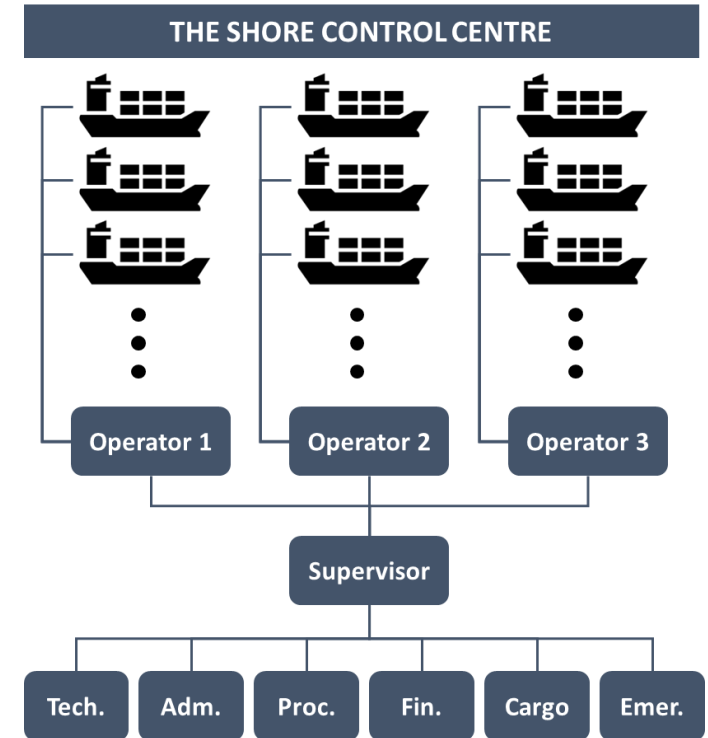 THE SHORE CONTROL CENTRE
Operator 1
Operator 2
Operator 3
Supervisor
Tech.
Adm.
Proc.
Fin.
Cargo
Emer.